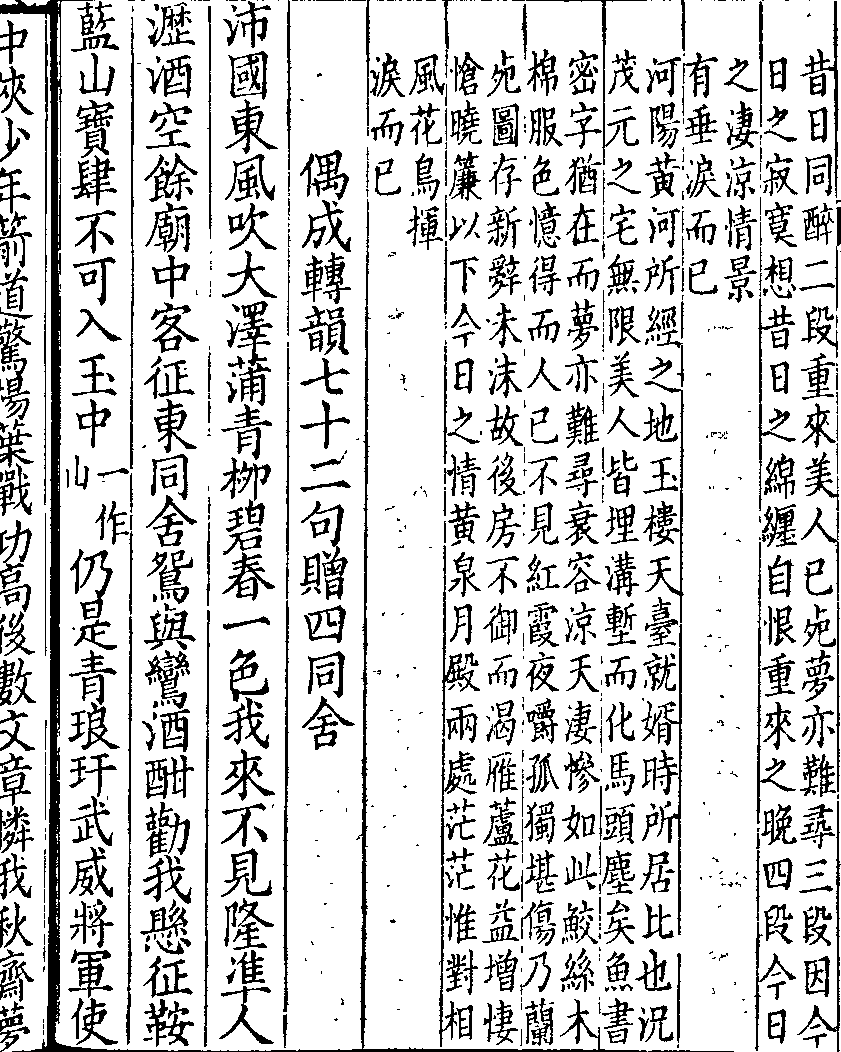 昔日同醉二段重來美人已𡨚夢亦難尋三段因今
日之寂寞想昔日之綿纒自恨重來之晚四段今日
之淒涼情景
有垂淚而已
河陽黃河所經之地玉樓天臺就婿時所居比也況
茂元之宅無限美人皆埋溝塹而化馬頭塵矣魚書
密字猶在而夢亦難尋衰容涼天淒慘如此鮫絲木
棉服色憶得而人已不見紅霞夜嚼孤獨堪傷乃蘭
𡨚圖存新辭未沫故後房不御而渴雁蘆花益增悽
愴曉簾以下今日之情黃泉月殿兩處茫茫惟對相
風花鳥揮
淚而已
偶成轉韻七十二句贈四同舍
沛國東風吹大澤蒲青柳碧春一色我來不見隆準人
瀝酒空餘廟中客征東同舍鴛與鸞酒酣勸我懸征鞍
藍山寶肆不可入玉中一作山仍是青琅玕武威將軍使
中俠少年箭道驚楊葉戰功高後數文章憐我秋齋夢